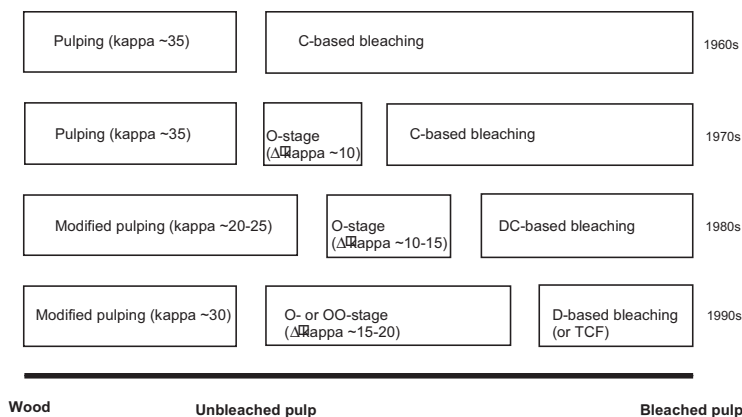 Pulping (kappa ~35)
C-based bleaching
1960s
Pulping (kappa ~35)
O-stage
(Δkappa ~10)
C-based bleaching
1970s
Modified pulping (kappa ~20-25)
O-stage
(Δkappa ~10-15)
DC-based bleaching
1980s
Modified pulping (kappa ~30)
O- or OO-stage
(Δkappa ~15-20)
D-based bleaching
(or TCF)
1990s
Wood
Unbleached pulp
Bleached pulp